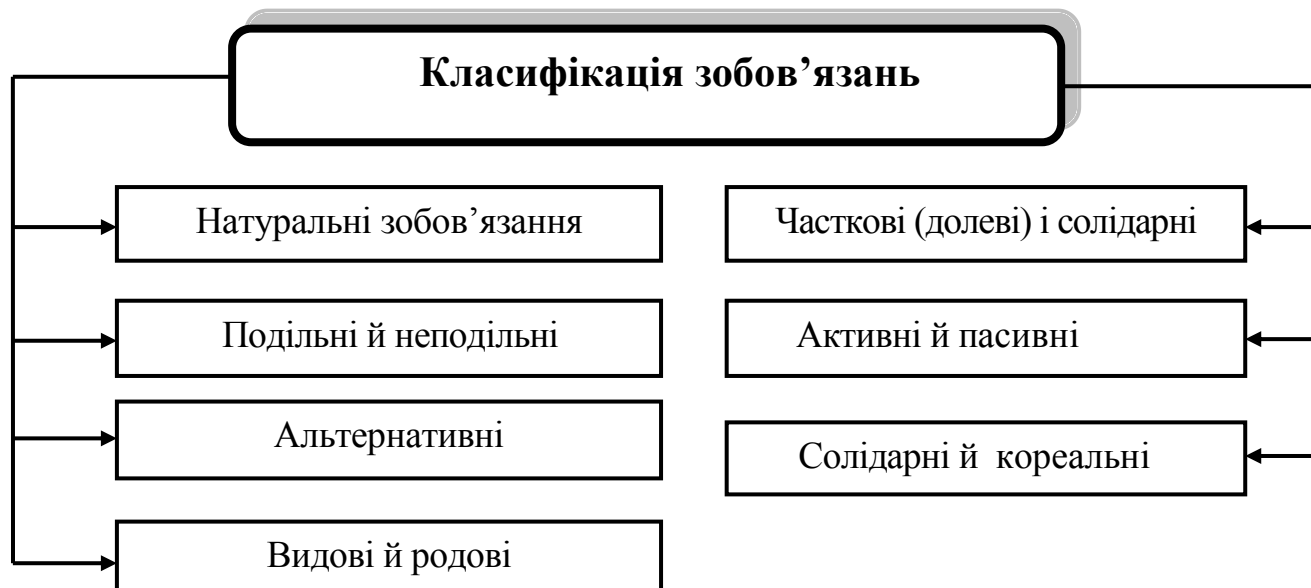 Класифікація зобов’язань
Натуральні зобов’язання
Подільні й неподільні
Альтернативні
Видові й родові
Часткові (долеві) і солідарні
Активні й пасивні
Солідарні й кореальні